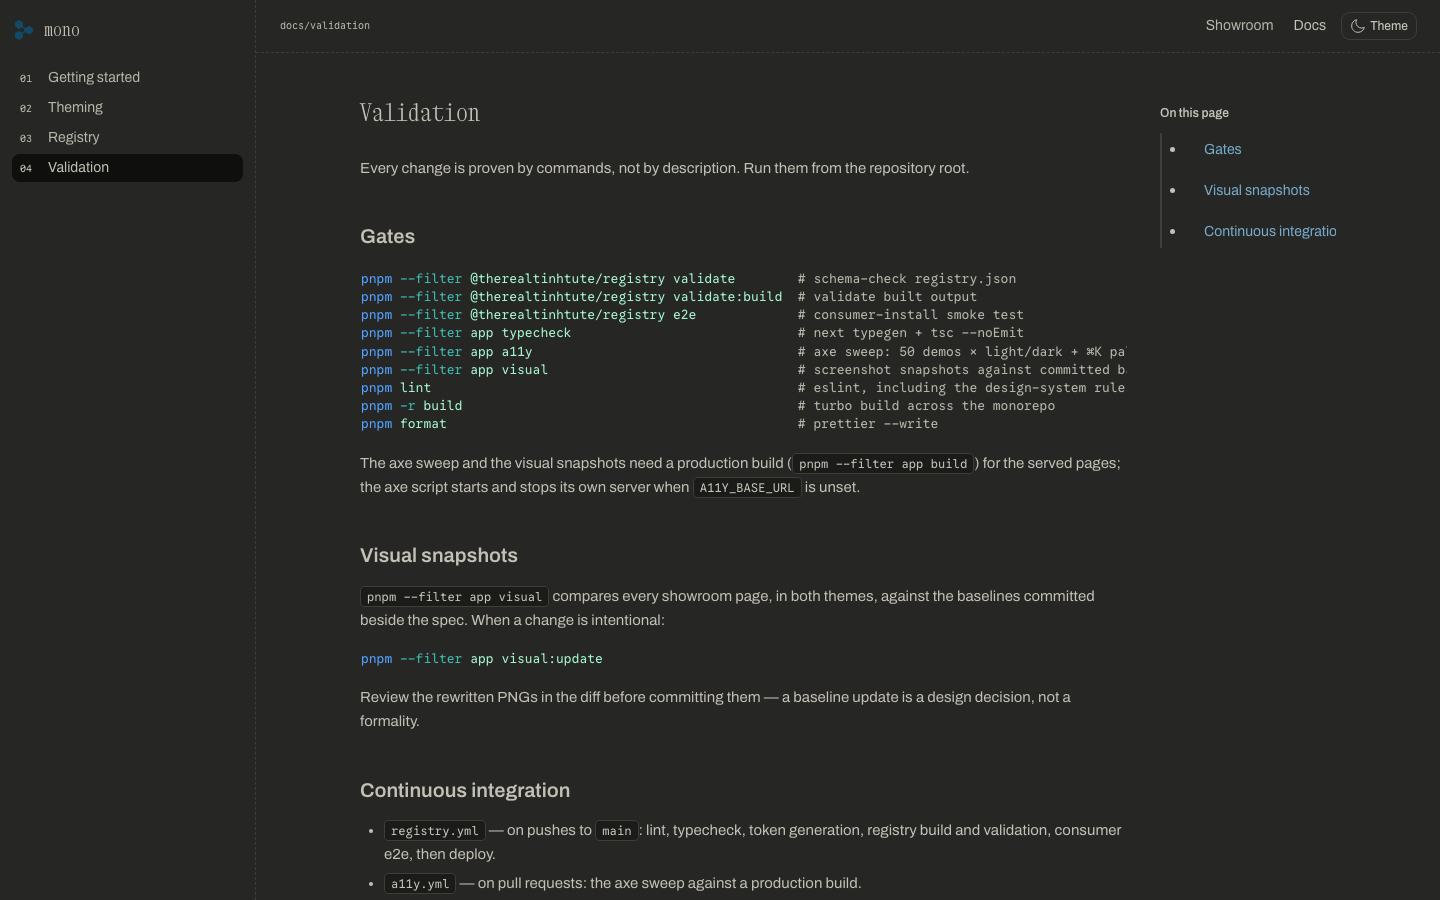 mono
01 Getting started
02 Theming
03 Registry
04 Validation
docs/validation
Showroom
Docs
Theme
Validation
Every change is proven by commands, not by description. Run them from the repository root.
Gates
pnpm --filter @therealtinhtute/registry validate # schema-check registry.json
pnpm --filter @therealtinhtute/registry validate:build # validate built output
pnpm --filter @therealtinhtute/registry e2e # consumer-install smoke test
pnpm --filter app typecheck # next typegen + tsc --noEmit
pnpm --filter app a11y # axe sweep: 50 demos × light/dark + ⌘K pa
pnpm --filter app visual # screenshot snapshots against committed b
pnpm lint # eslint, including the design-system rule
pnpm -r build # turbo build across the monorepo
pnpm format # prettier --write
The axe sweep and the visual snapshots need a production build (pnpm --filter app build) for the served pages;
the axe script starts and stops its own server when A11Y_BASE_URL is unset.
Visual snapshots
pnpm --filter app visual compares every showroom page, in both themes, against the baselines committed
beside the spec. When a change is intentional:
pnpm --filter app visual:update
Review the rewritten PNGs in the diff before committing them — a baseline update is a design decision, not a
formality.
Continuous integration
• registry.yml — on pushes to main: lint, typecheck, token generation, registry build and validation, consumer
e2e, then deploy.
• a11y.yml — on pull requests: the axe sweep against a production build.
On this page
• Gates
• Visual snapshots
• Continuous integratio